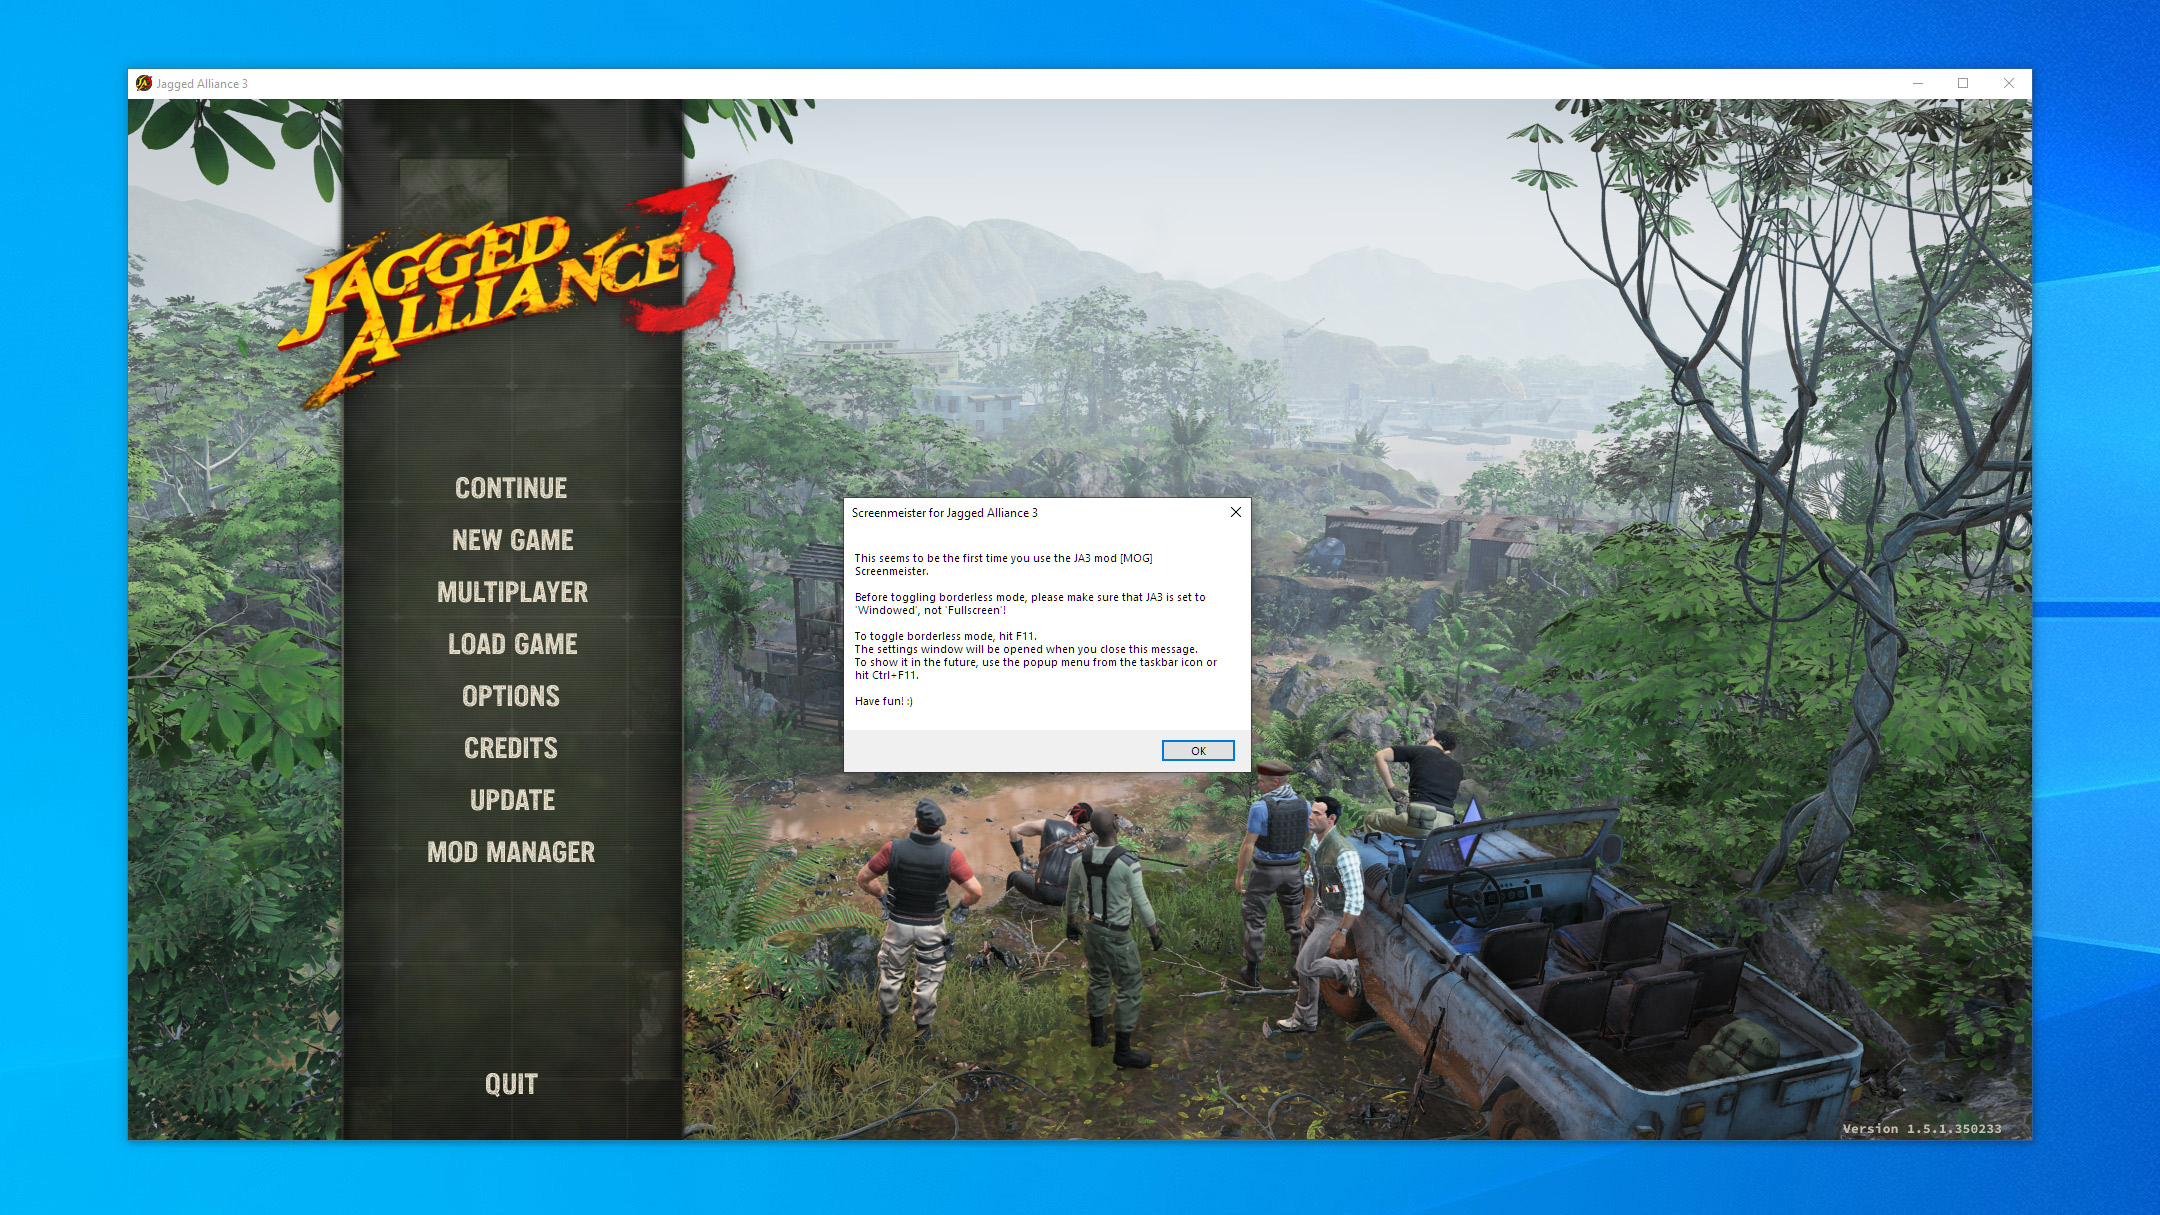 Jagged Alliance 3
JAGGED
ALLIANCE 3
CONTINUE
NEW GAME
MULTIPLAYER
LOAD GAME
OPTIONS
CREDITS
UPDATE
MOD MANAGER
QUIT
Screenmeister for Jagged Alliance 3
This seems to be the first time you use the JA3 mod [MOG]
Screenmeister.
Before toggling borderless mode, please make sure that JA3 is set to
'Windowed', not 'Fullscreen'!
To toggle borderless mode, hit F11.
The settings window will be opened when you close this message.
To show it in the future, use the popup menu from the taskbar icon or
hit Ctrl+F11.
Have fun! :)
OK
Version 1.5.1.350233